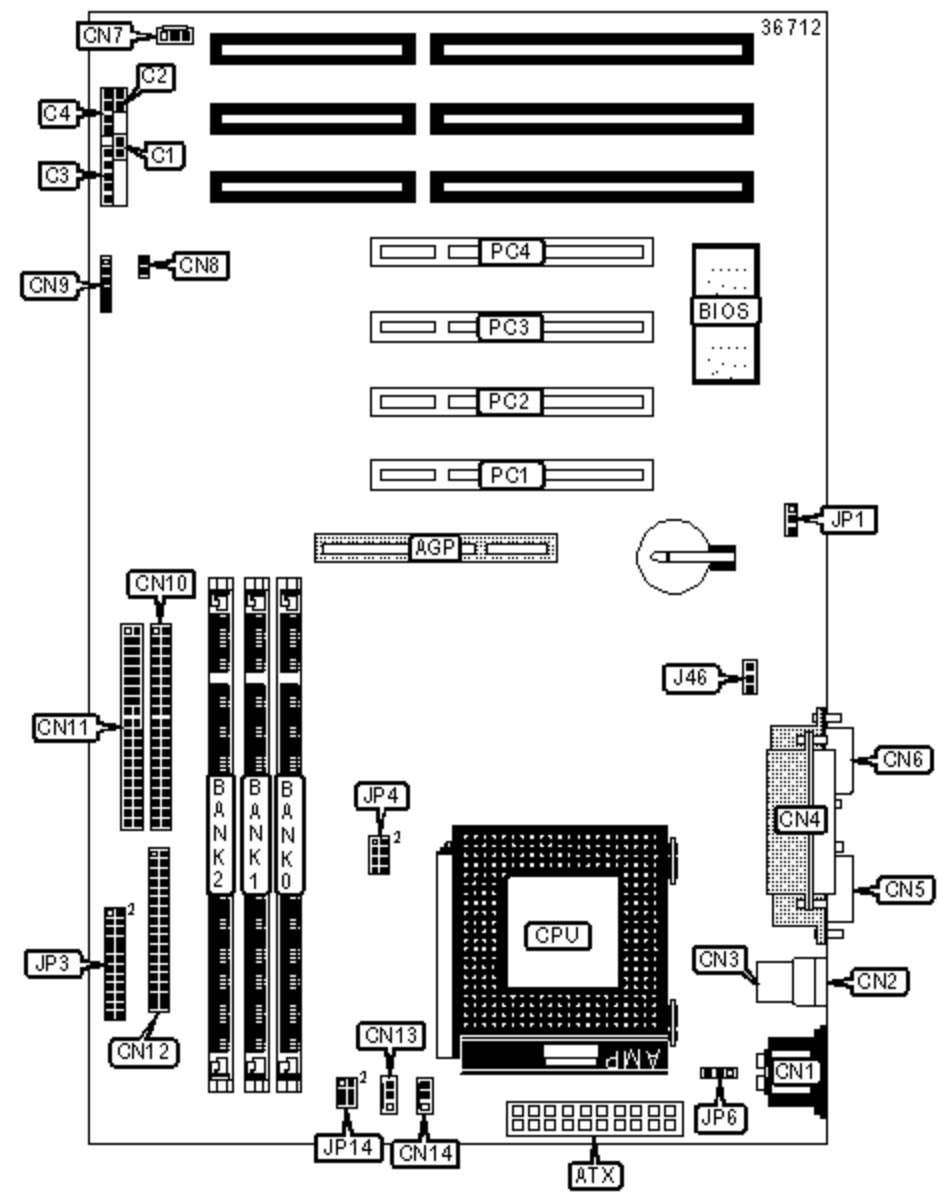 CN7
36712
C2
C4
C1
C3
PC4
CN8
CN9
BIOS
PC3
PC2
PC1
JP1
AGP
CN10
J46
CN11
CN6
BANK2
BANK1
BANK0
JP4
2
CN4
CN5
2
CPU
JP3
CN3
CN2
CN13
CN12
AMP
CN1
2
JP6
JP14
CN14
ATX